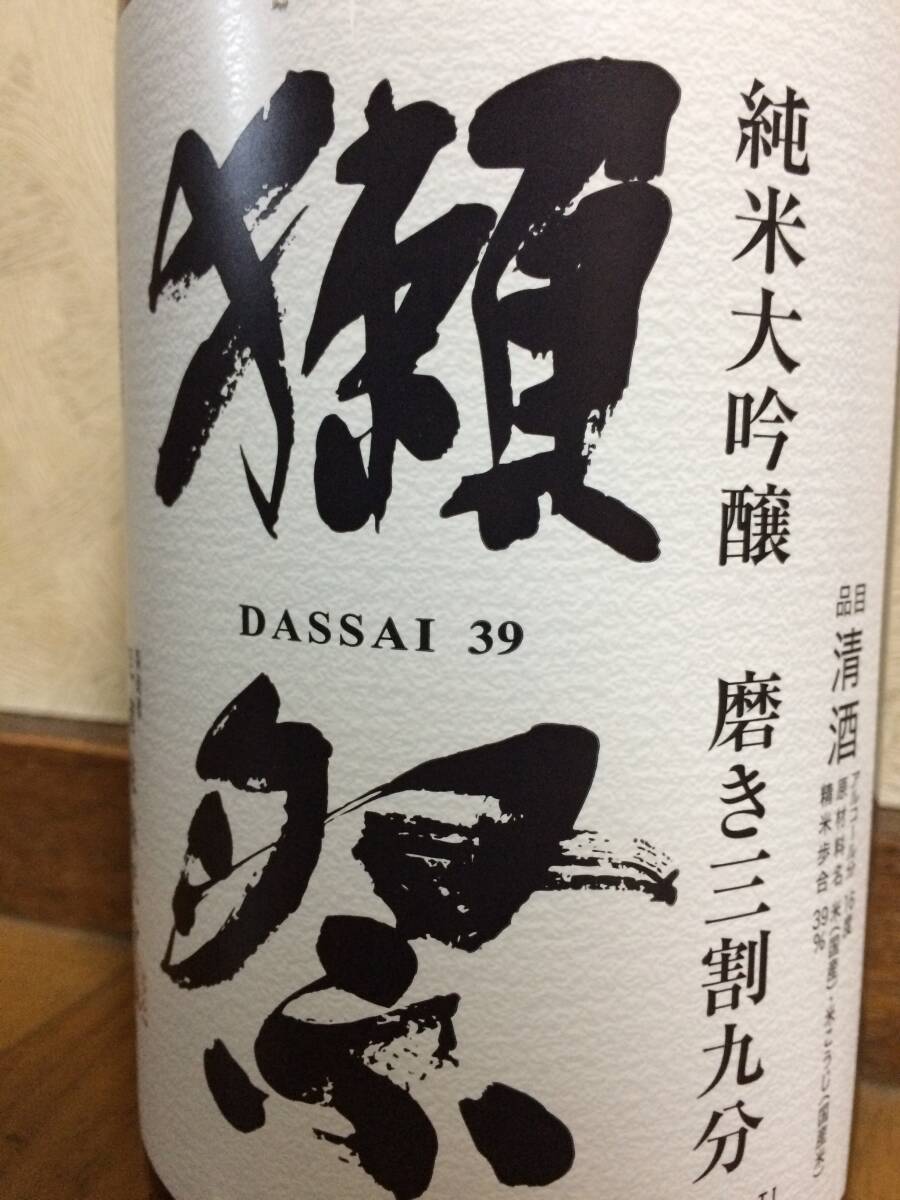 純米大吟醸 磨き三割九分
獺祭
DASSAI 39
品目
清酒
アルコール分 16度
原材料名 米(国産)・米こうじ(国産米)
精米歩合 39%